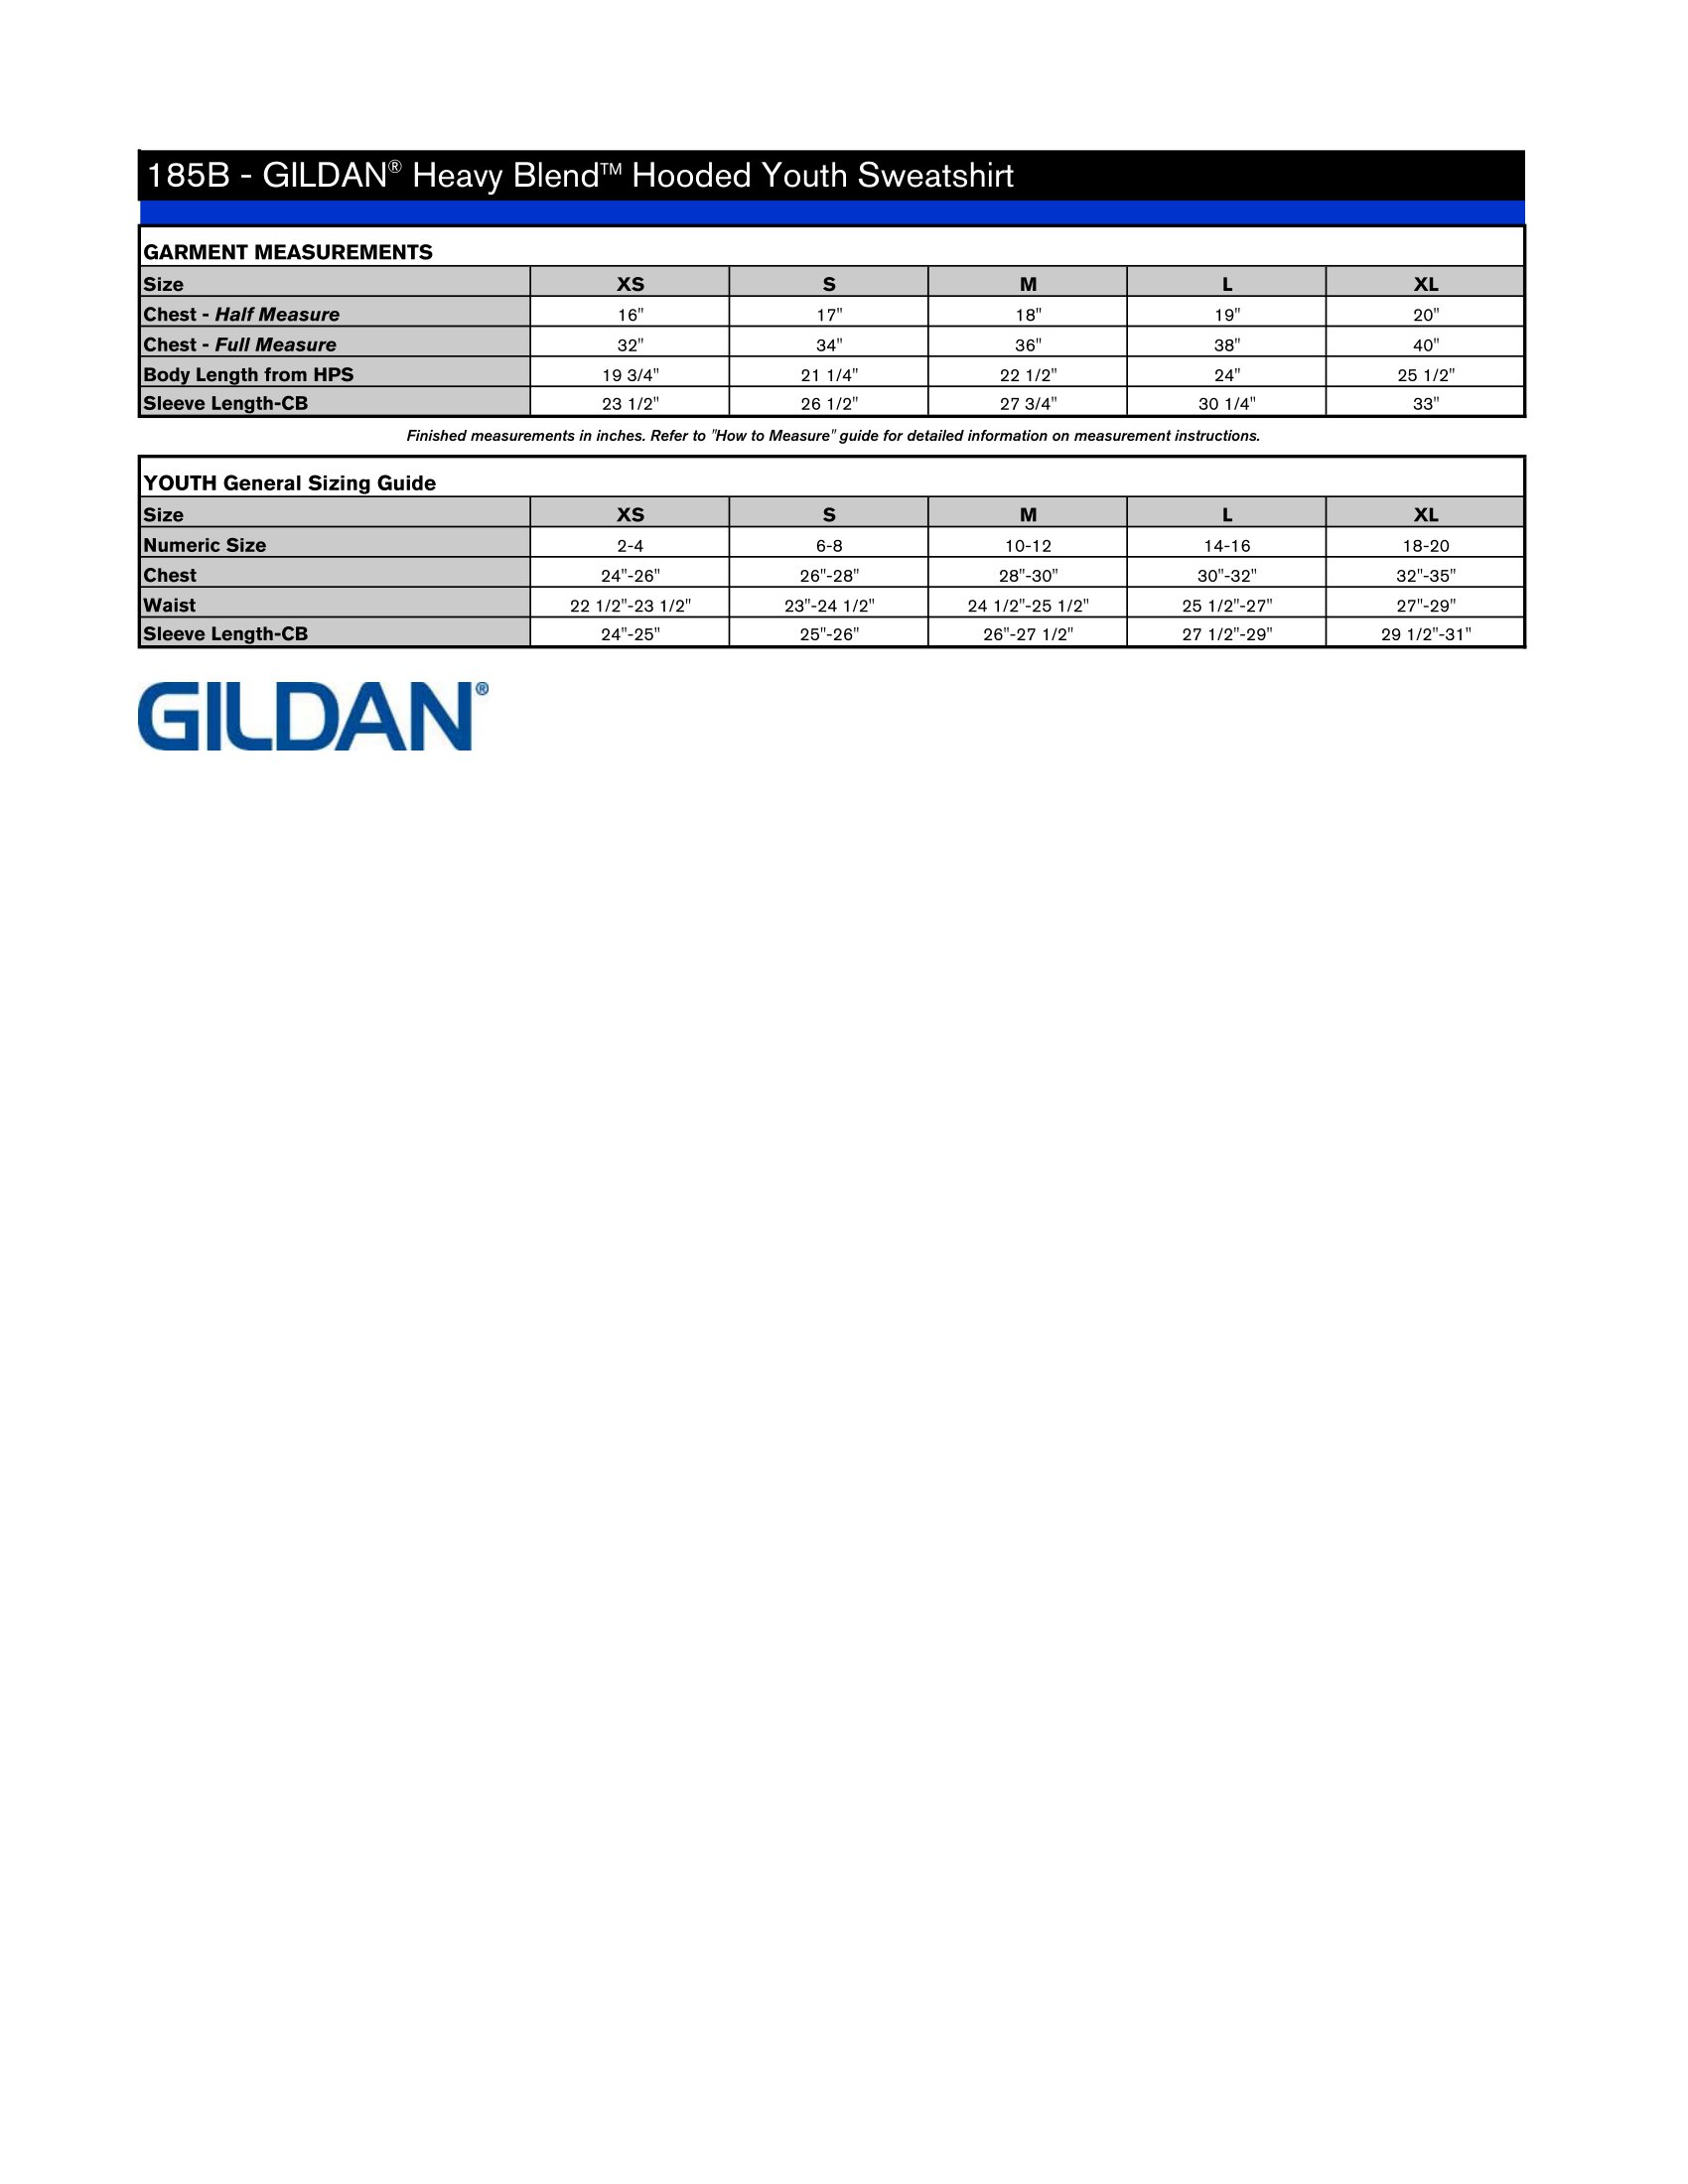 185B - GILDAN® Heavy Blend™ Hooded Youth Sweatshirt
GARMENT MEASUREMENTS
Size XS S M L XL
Chest - Half Measure 16" 17" 18" 19" 20"
Chest - Full Measure 32" 34" 36" 38" 40"
Body Length from HPS 19 3/4" 21 1/4" 22 1/2" 24" 25 1/2"
Sleeve Length-CB 23 1/2" 26 1/2" 27 3/4" 30 1/4" 33"
Finished measurements in inches. Refer to "How to Measure" guide for detailed information on measurement instructions.
YOUTH General Sizing Guide
Size XS S M L XL
Numeric Size 2-4 6-8 10-12 14-16 18-20
Chest 24"-26" 26"-28" 28"-30" 30"-32" 32"-35"
Waist 22 1/2"-23 1/2" 23"-24 1/2" 24 1/2"-25 1/2" 25 1/2"-27" 27"-29"
Sleeve Length-CB 24"-25" 25"-26" 26"-27 1/2" 27 1/2"-29" 29 1/2"-31"
GILDAN®